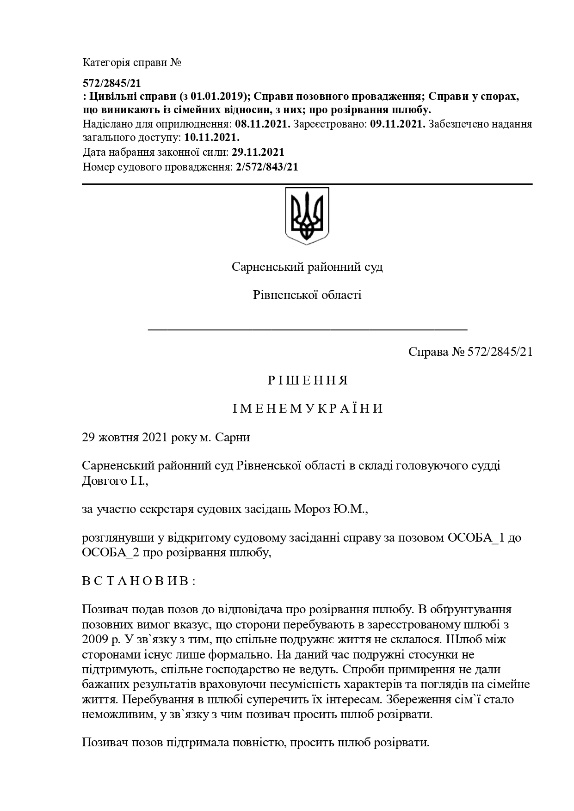 Категорія справи №
572/2845/21
: Цивільні справи (з 01.01.2019); Справи позовного провадження; Справи у спорах,
що виникають із сімейних відносин, з них; про розірвання шлюбу.
Надіслано для оприлюднення: 08.11.2021. Зареєстровано: 09.11.2021. Забезпечено надання
загального доступу: 10.11.2021.
Дата набрання законної сили: 29.11.2021
Номер судового провадження: 2/572/843/21
Сарненський районний суд
Рівненської області
Справа № 572/2845/21
Р І Ш Е Н Н Я
І М Е Н Е М У К Р А Ї Н И
29 жовтня 2021 року м. Сарни
Сарненський районний суд Рівненської області в складі головуючого судді
Довгого І.І.,
за участю секретаря судових засідань Мороз Ю.М.,
розглянувши у відкритому судовому засіданні справу за позовом ОСОБА_1 до
ОСОБА_2 про розірвання шлюбу,
В С Т А Н О В И В :
Позивач подав позов до відповідача про розірвання шлюбу. В обґрунтування
позовних вимог вказує, що сторони перебувають в зареєстрованому шлюбі з
2009 р. У зв`язку з тим, що спільне подружнє життя не склалося. Шлюб між
сторонами існує лише формально. На даний час подружні стосунки не
підтримують, спільне господарство не ведуть. Спроби примирення не дали
бажаних результатів враховуючи несумісність характерів та поглядів на сімейне
життя. Перебування в шлюбі суперечить їх інтересам. Збереження сім`ї стало
неможливим, у зв`язку з чим позивач просить шлюб розірвати.
Позивач позов підтримала повністю, просить шлюб розірвати.